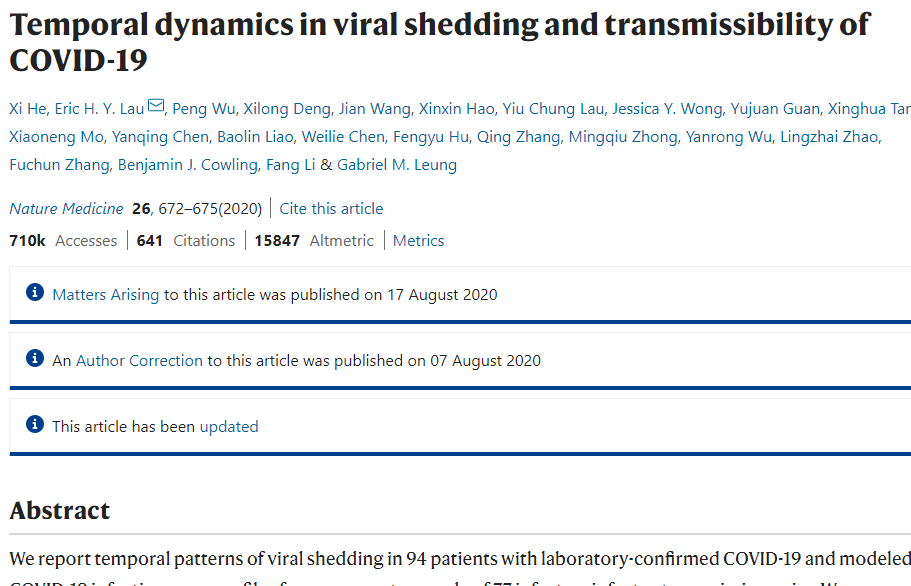 Temporal dynamics in viral shedding and transmissibility of
COVID-19
Xi He, Eric H. Y. Lau, Peng Wu, Xilong Deng, Jian Wang, Xinxin Hao, Yiu Chung Lau, Jessica Y. Wong, Yujuan Guan, Xinghua
Xiaoneng Mo, Yanqing Chen, Baolin Liao, Weilie Chen, Fengyu Hu, Qing Zhang, Mingqiu Zhong, Yanrong Wu, Lingzhai Zhao,
Fuchun Zhang, Benjamin J. Cowling, Fang Li & Gabriel M. Leung
Nature Medicine 26, 672–675(2020) | Cite this article
710k Accesses | 641 Citations | 15847 Altmetric | Metrics
Matters Arising to this article was published on 17 August 2020
An Author Correction to this article was published on 07 August 2020
This article has been updated
Abstract
We report temporal patterns of viral shedding in 94 patients with laboratory-confirmed COVID-19 and modeled